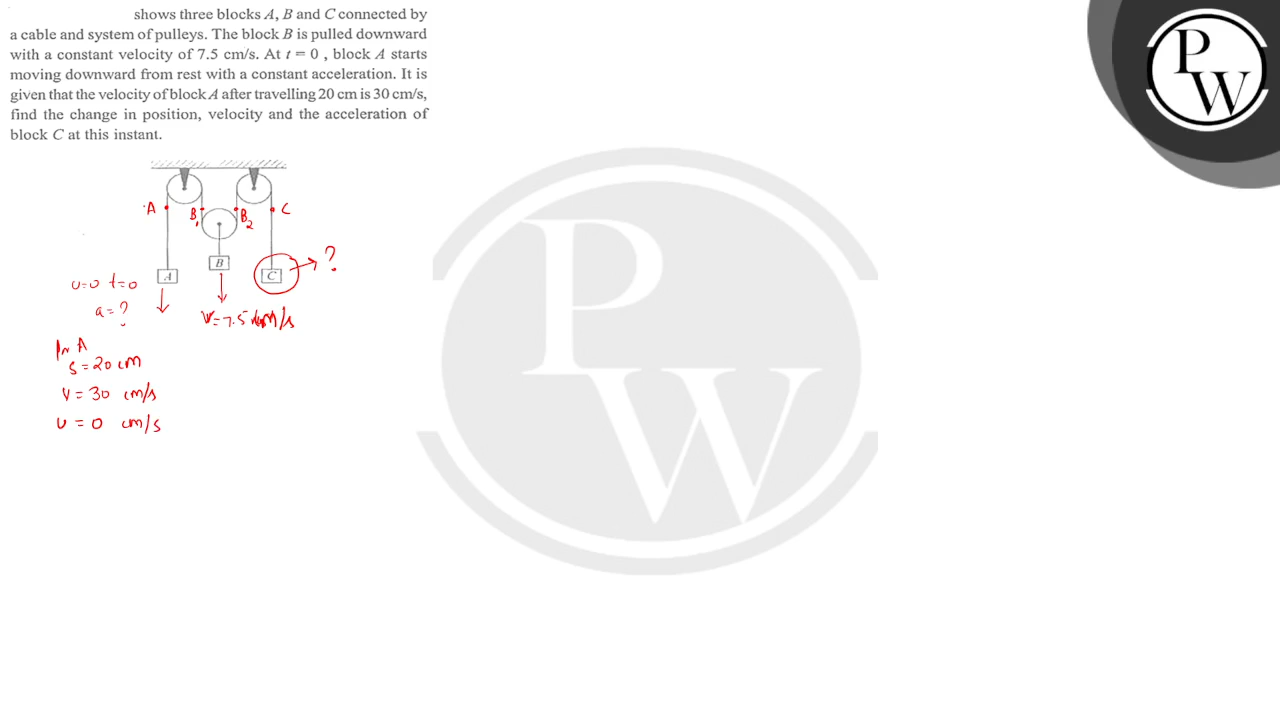 shows three blocks A, B and C connected by
a cable and system of pulleys. The block B is pulled downward
with a constant velocity of 7.5 cm/s. At t = 0 , block A starts
moving downward from rest with a constant acceleration. It is
given that the velocity of block A after travelling 20 cm is 30 cm/s,
find the change in position, velocity and the acceleration of
block C at this instant.
A B1 B2 C
A B C ?
u=0 t=0
a = ?
V=7.5 cm/s
In A
S = 20 cm
V = 30 cm/s
u = 0 cm/s
P
W
P
W